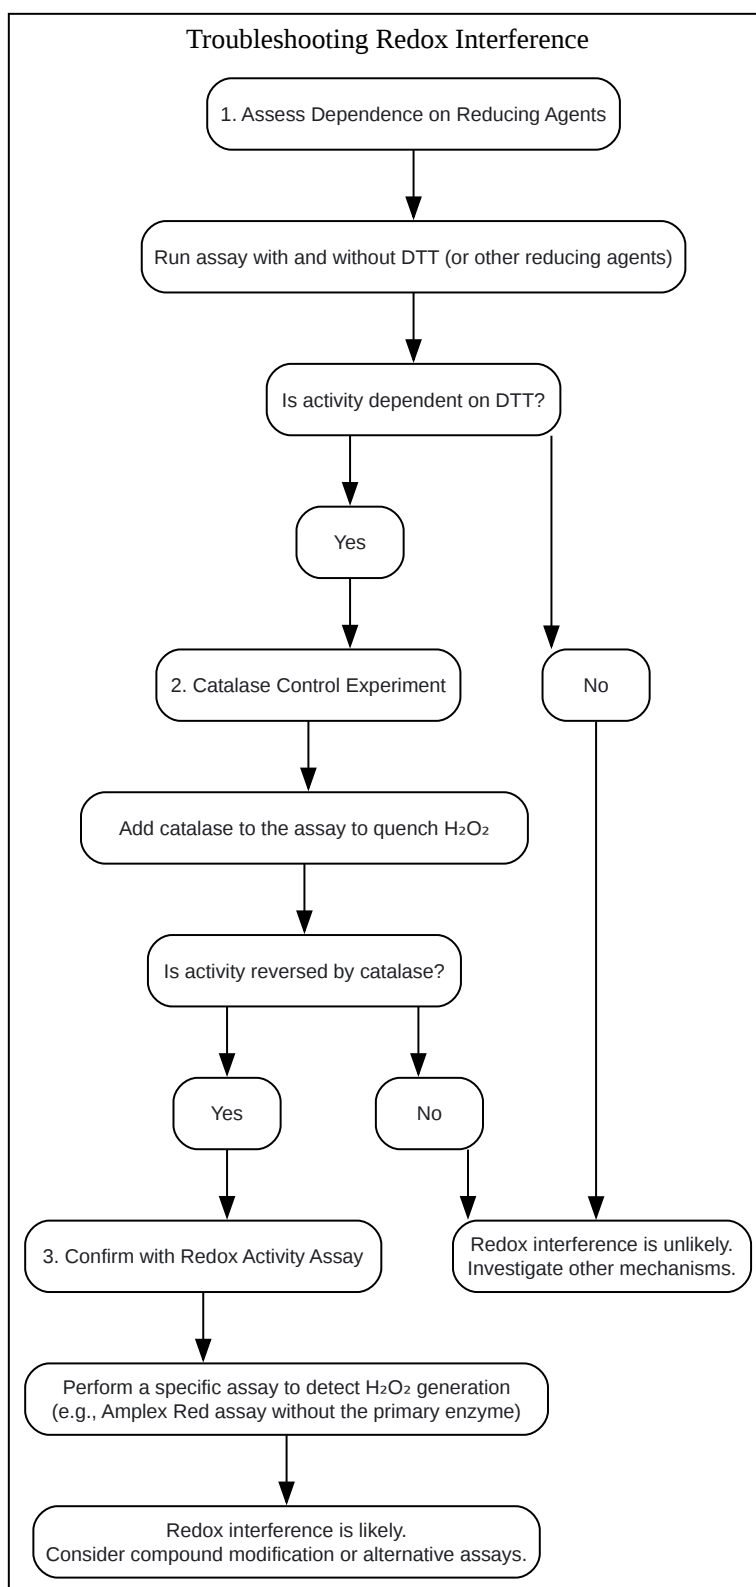 Troubleshooting Redox Interference
1. Assess Dependence on Reducing Agents
Run assay with and without DTT (or other reducing agents)
Is activity dependent on DTT?
Yes
2. Catalase Control Experiment
No
Add catalase to the assay to quench H₂O₂
Is activity reversed by catalase?
Yes
No
3. Confirm with Redox Activity Assay
Redox interference is unlikely.
Investigate other mechanisms.
Perform a specific assay to detect H₂O₂ generation
(e.g., Amplex Red assay without the primary enzyme)
Redox interference is likely.
Consider compound modification or alternative assays.